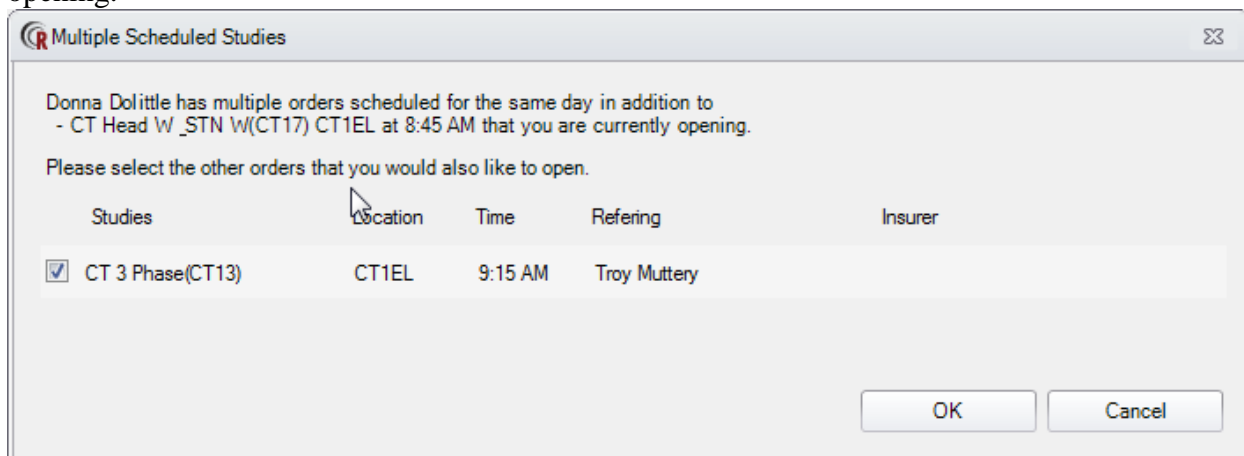 opening.
Multiple Scheduled Studies
Donna Dolittle has multiple orders scheduled for the same day in addition to
- CT Head W _STN W(CT17) CT1EL at 8:45 AM that you are currently opening.
Please select the other orders that you would also like to open.
Studies Location Time Refering Insurer
CT 3 Phase(CT13) CT1EL 9:15 AM Troy Muttery
OK Cancel